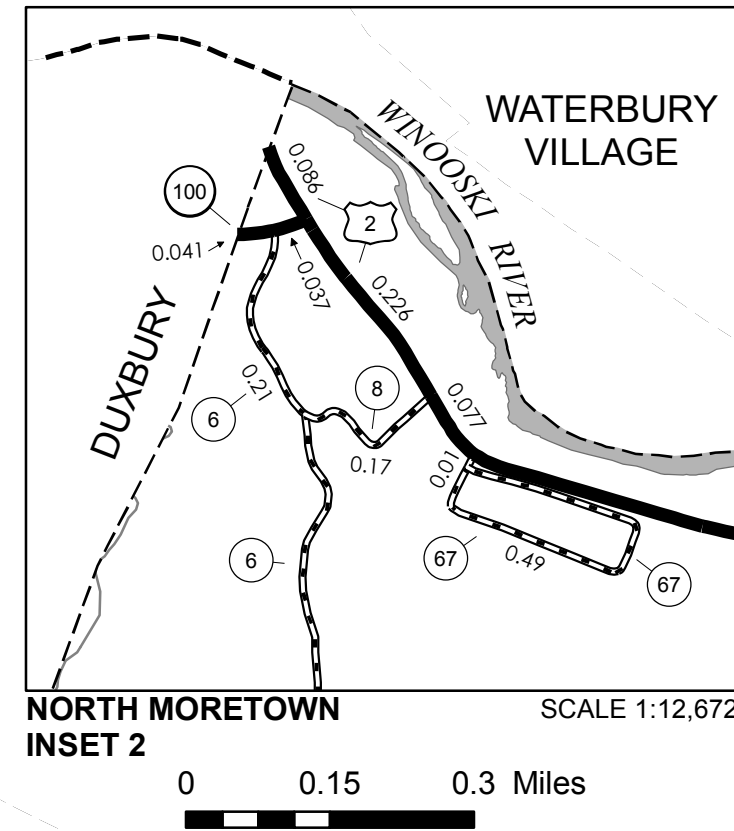 WATERBURY
VILLAGE
WINOOSKI RIVER
0.086
100
2
0.041
0.037
0.226
DUXBURY
0.21
8
6
0.077
0.17
0.01
6
67
0.49
67
NORTH MORETOWN
INSET 2
SCALE 1:12,672
0 0.15 0.3 Miles